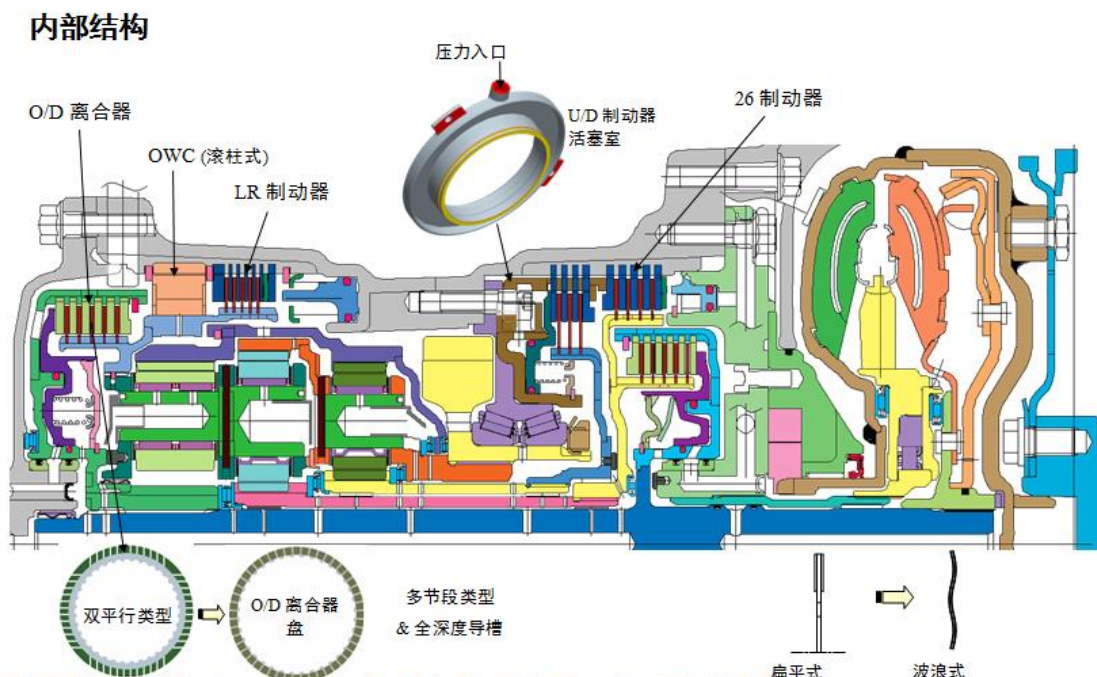 内部结构
压力入口
O/D 离合器
U/D 制动器
活塞室
26 制动器
OWC (滚柱式)
LR 制动器
双平行类型
O/D 离合器
盘
多节段类型
& 全深度导槽
扁平式
波浪式